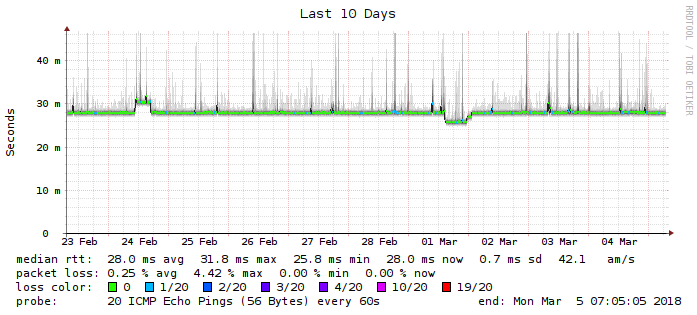 Last 10 Days
RRDTOOL / TOBI OETIKER
Seconds
40 m
30 m
20 m
10 m
0
23 Feb 24 Feb 25 Feb 26 Feb 27 Feb 28 Feb 01 Mar 02 Mar 03 Mar 04 Mar
median rtt: 28.0 ms avg 31.8 ms max 25.8 ms min 28.0 ms now 0.7 ms sd 42.1 am/s
packet loss: 0.25 % avg 4.42 % max 0.00 % min 0.00 % now
loss color: 0 1/20 2/20 3/20 4/20 10/20 19/20
probe: 20 ICMP Echo Pings (56 Bytes) every 60s end: Mon Mar 5 07:05:05 2018